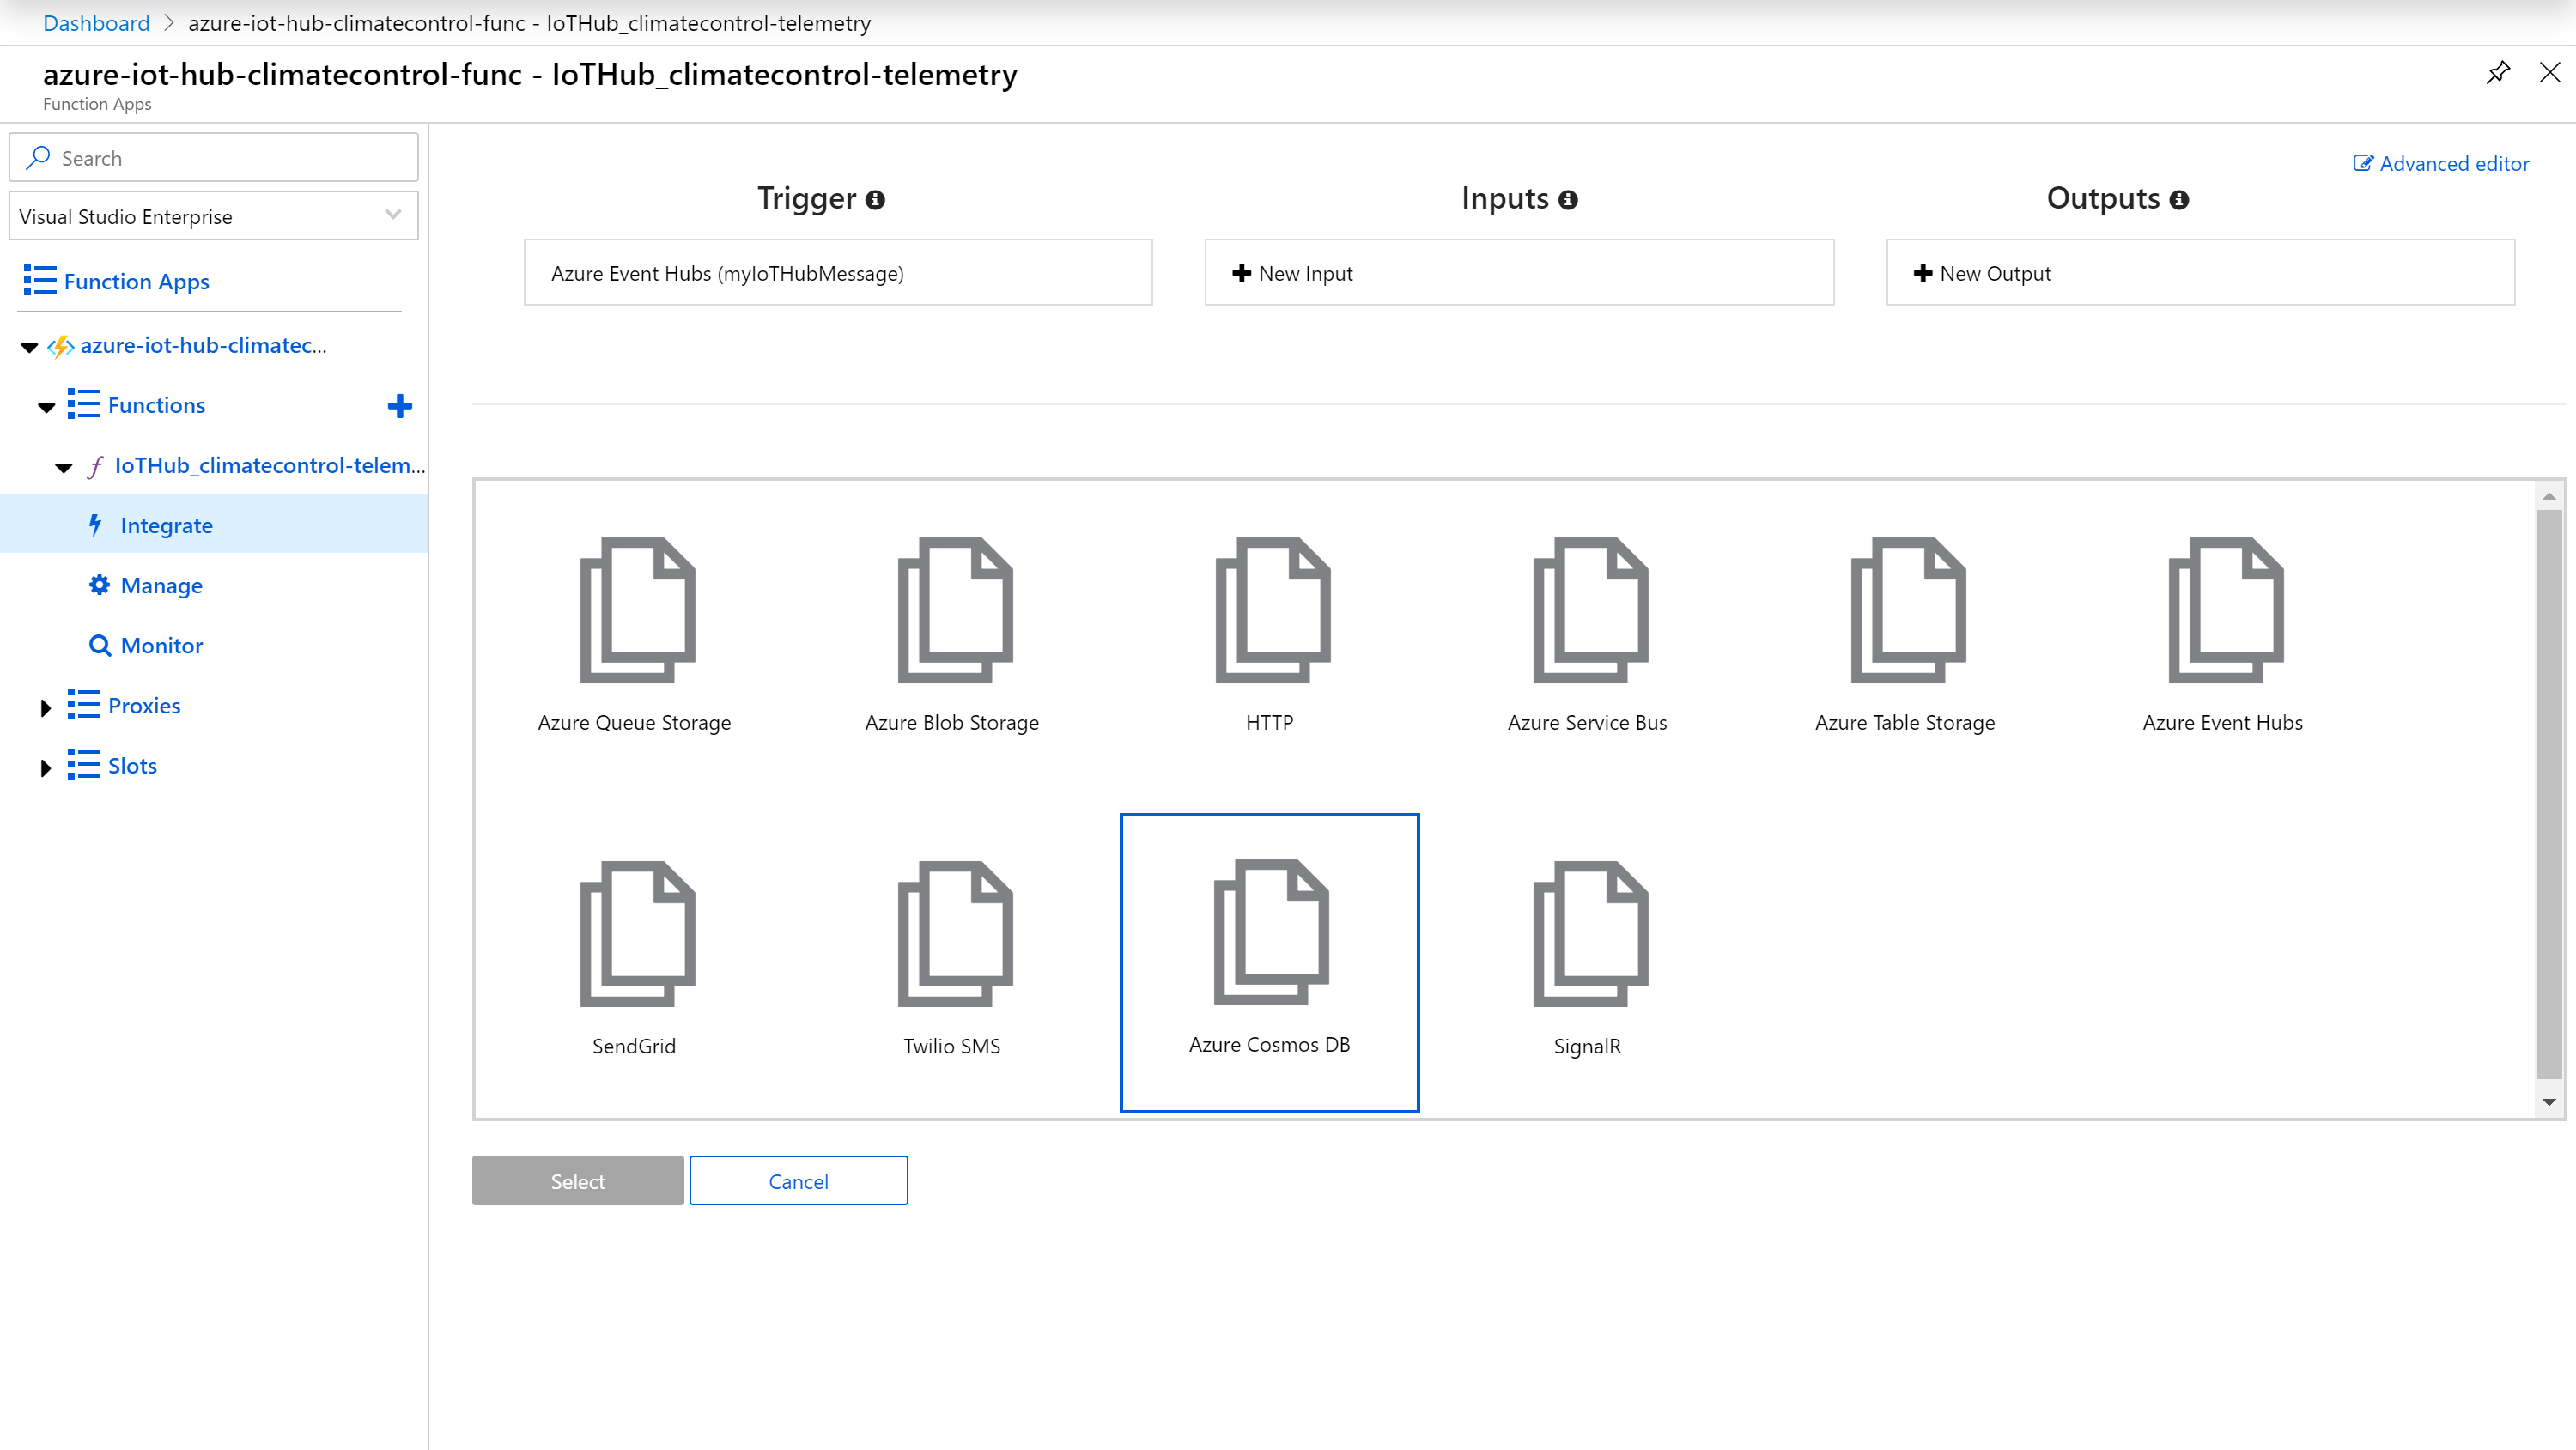 Dashboard > azure-iot-hub-climatecontrol-func - IoTHub_climatecontrol-telemetry
azure-iot-hub-climatecontrol-func - IoTHub_climatecontrol-telemetry
Function Apps
Search
Visual Studio Enterprise
Function Apps
azure-iot-hub-climatec...
Functions
IoTHub_climatecontrol-telem...
Integrate
Manage
Monitor
Proxies
Slots
Advanced editor
Trigger
Inputs
Outputs
Azure Event Hubs (myIoTHubMessage)
New Input
New Output
Azure Queue Storage
Azure Blob Storage
HTTP
Azure Service Bus
Azure Table Storage
Azure Event Hubs
SendGrid
Twilio SMS
Azure Cosmos DB
SignalR
Select
Cancel